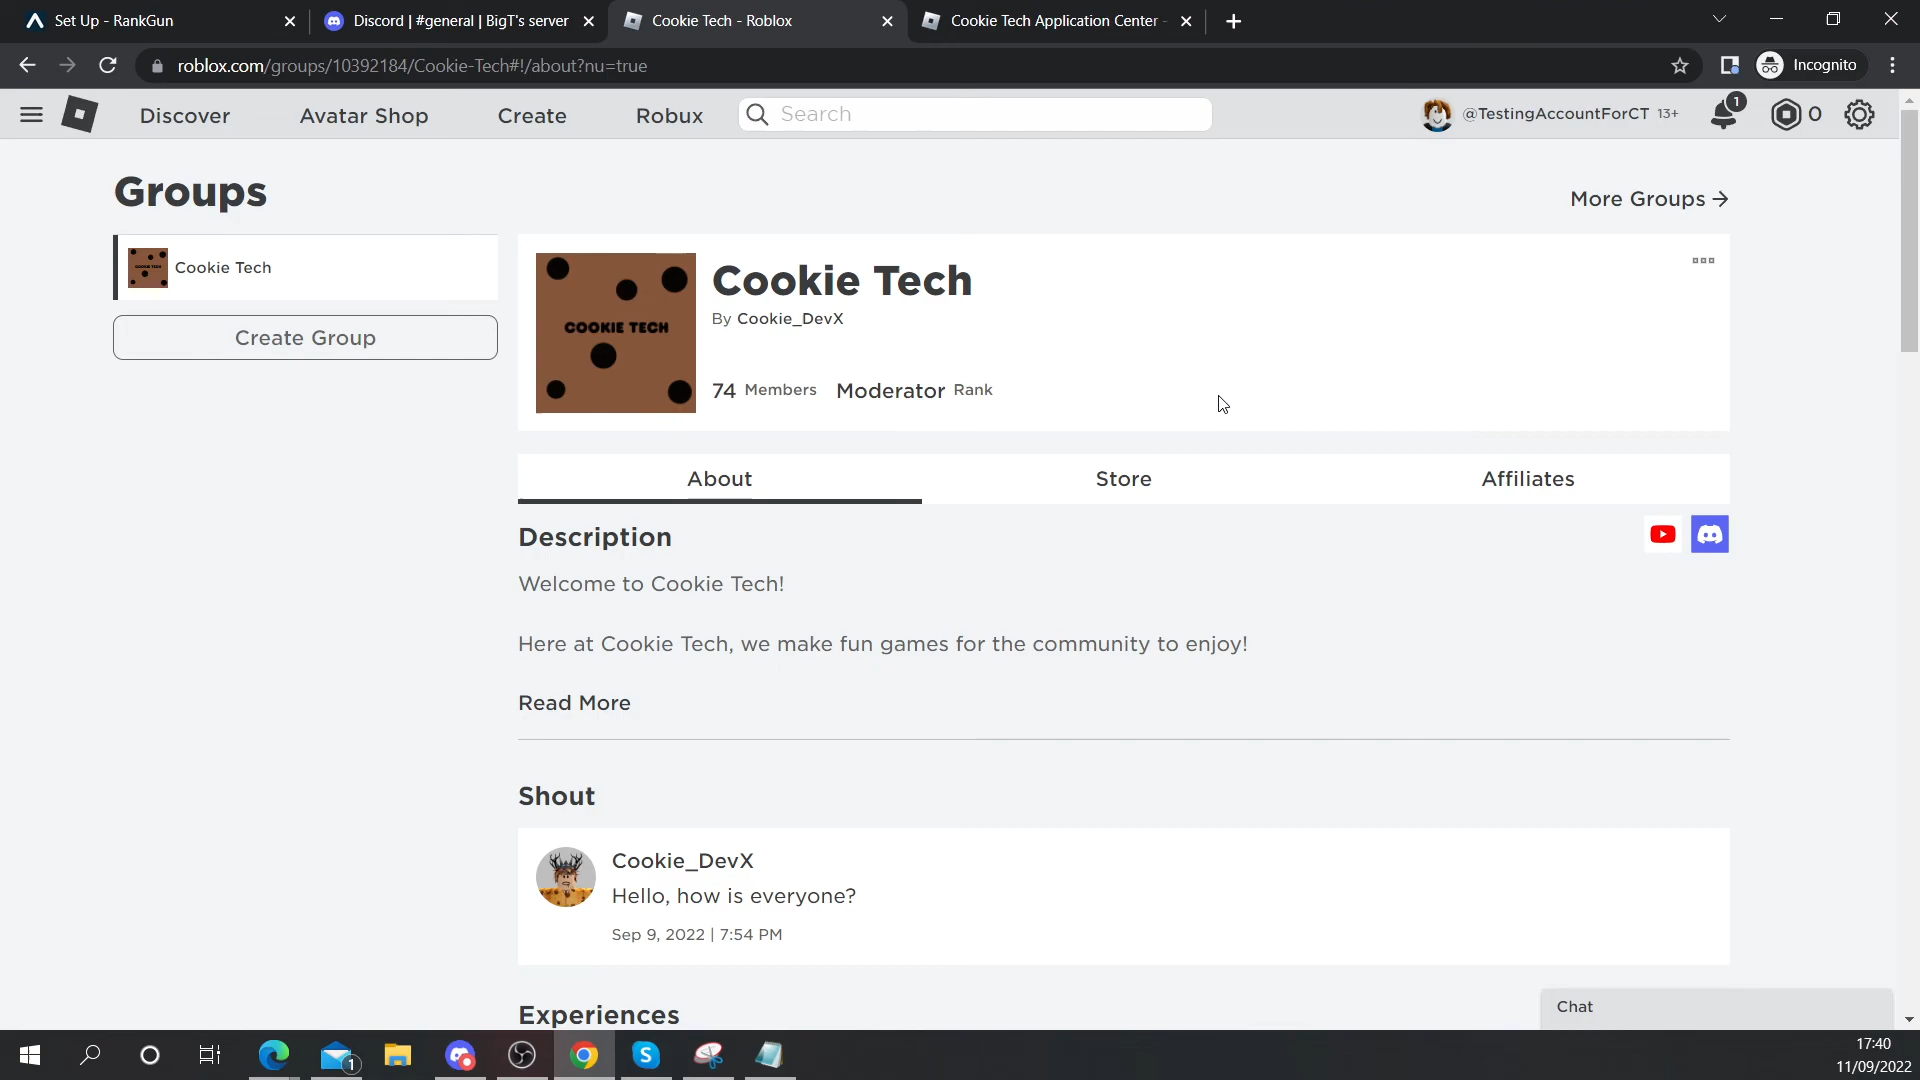 Set Up - RankGun
Discord | #general | BigT's server
Cookie Tech - Roblox
Cookie Tech Application Center -
roblox.com/groups/10392184/Cookie-Tech#!/about?nu=true
Incognito
Discover
Avatar Shop
Create
Robux
Search
@TestingAccountForCT 13+
1
0
Groups
More Groups →
Cookie Tech
Create Group
COOKIE TECH
Cookie Tech
By Cookie_DevX
74 Members Moderator Rank
About
Store
Affiliates
Description
Welcome to Cookie Tech!
Here at Cookie Tech, we make fun games for the community to enjoy!
Read More
Shout
Cookie_DevX
Hello, how is everyone?
Sep 9, 2022 | 7:54 PM
Experiences
Chat
1
17:40
11/09/2022